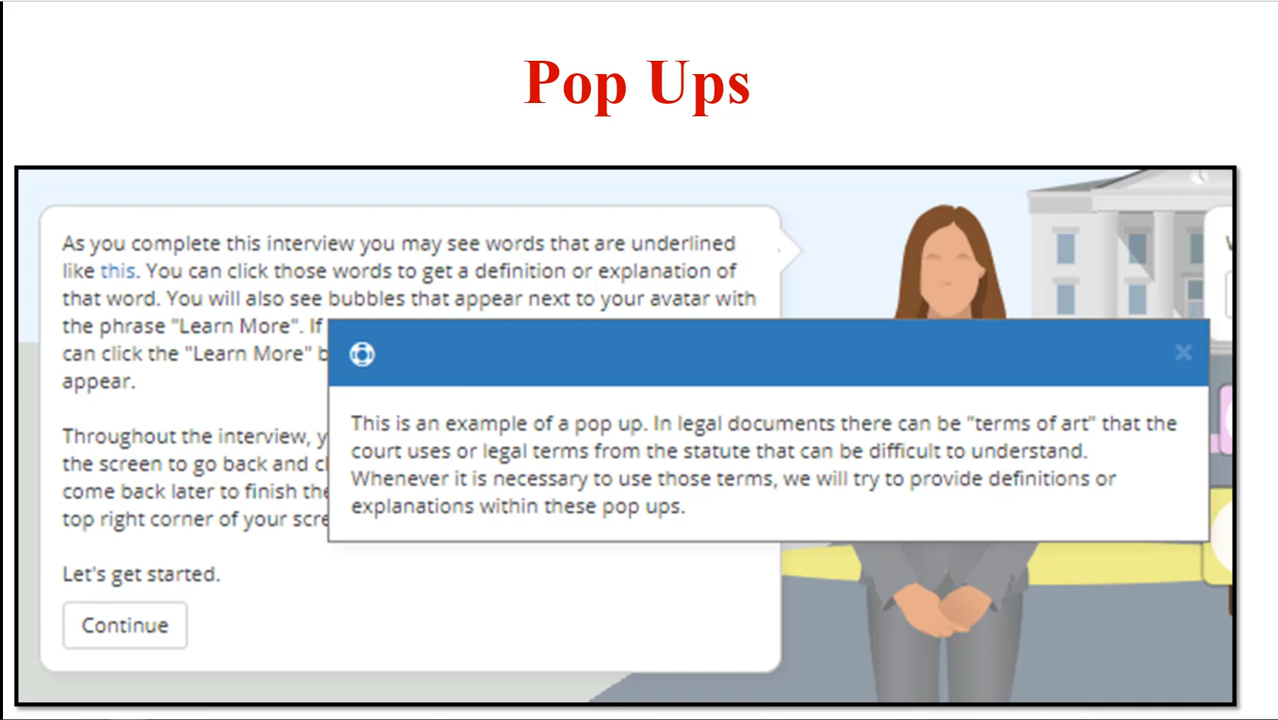 Pop Ups
As you complete this interview you may see words that are underlined
like this. You can click those words to get a definition or explanation of
that word. You will also see bubbles that appear next to your avatar with
the phrase "Learn More". If
can click the "Learn More" b
appear.
Throughout the interview, y
the screen to go back and cl
come back later to finish the
top right corner of your scre
Let's get started.
Continue
This is an example of a pop up. In legal documents there can be "terms of art" that the
court uses or legal terms from the statute that can be difficult to understand.
Whenever it is necessary to use those terms, we will try to provide definitions or
explanations within these pop ups.